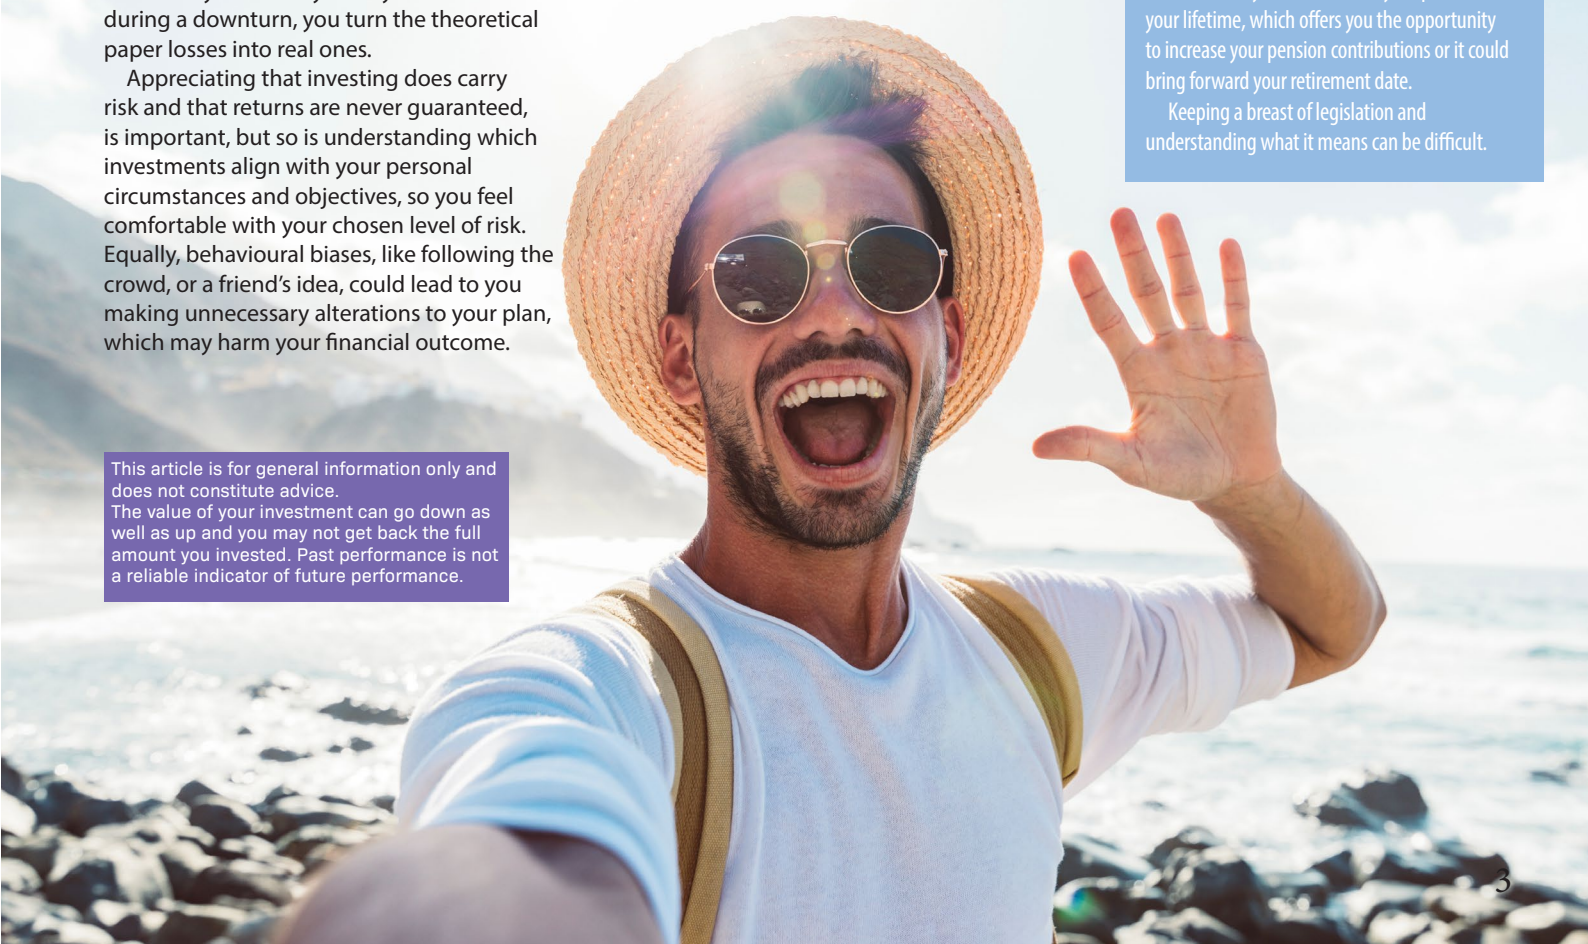 during a downturn, you turn the theoretical
paper losses into real ones.
Appreciating that investing does carry
risk and that returns are never guaranteed,
is important, but so is understanding which
investments align with your personal
circumstances and objectives, so you feel
comfortable with your chosen level of risk.
Equally, behavioural biases, like following the
crowd, or a friend’s idea, could lead to you
making unnecessary alterations to your plan,
which may harm your financial outcome.
This article is for general information only and
does not constitute advice.
The value of your investment can go down as
well as up and you may not get back the full
amount you invested. Past performance is not
a reliable indicator of future performance.
your lifetime, which offers you the opportunity
to increase your pension contributions or it could
bring forward your retirement date.
Keeping a breast of legislation and
understanding what it means can be difficult.
3